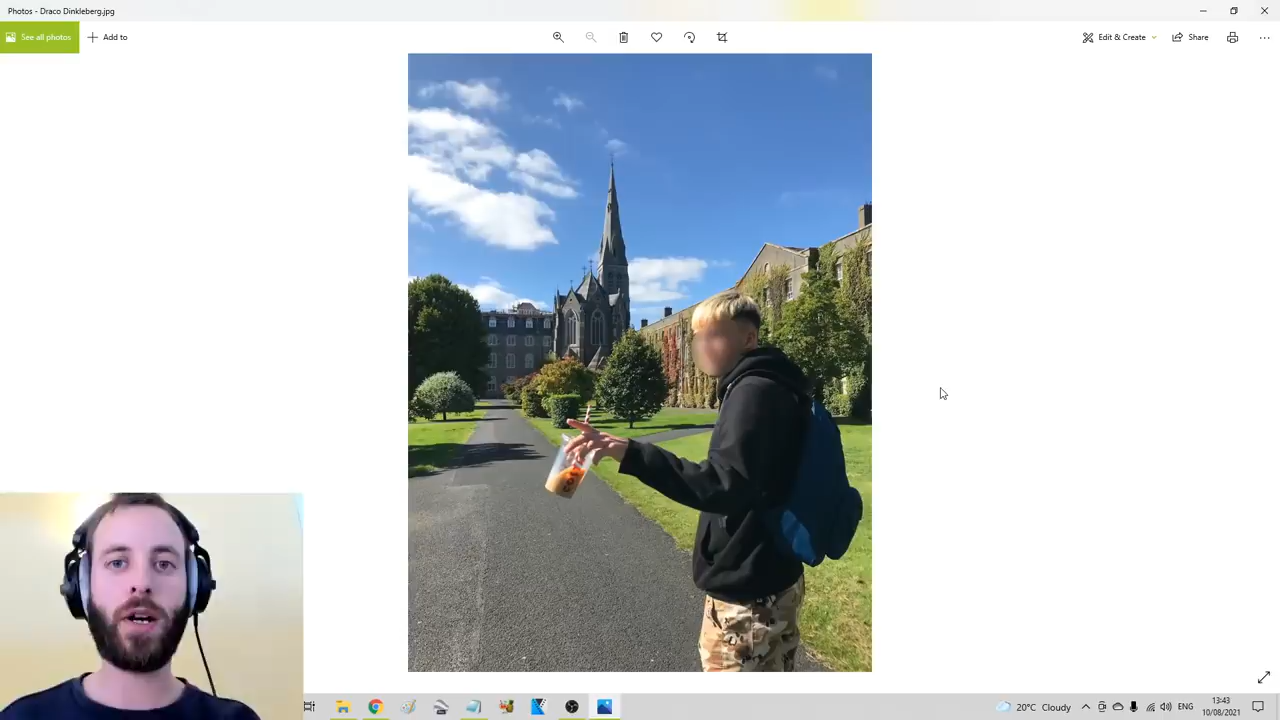 Photos - Draco Dinkleberg.jpg
See all photos
Add to
Edit & Create
Share
20°C Cloudy
ENG
13:43
10/08/2021